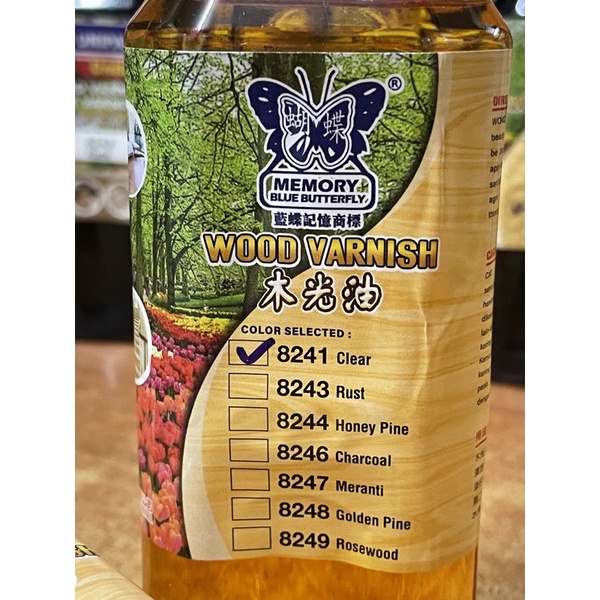 ®
蝴蝶
MEMORY+
BLUE BUTTERFLY
藍蝶記憶商標
WOOD VARNISH
木光油
COLOR SELECTED :
8241 Clear
8243 Rust
8244 Honey Pine
8246 Charcoal
8247 Meranti
8248 Golden Pine
8249 Rosewood